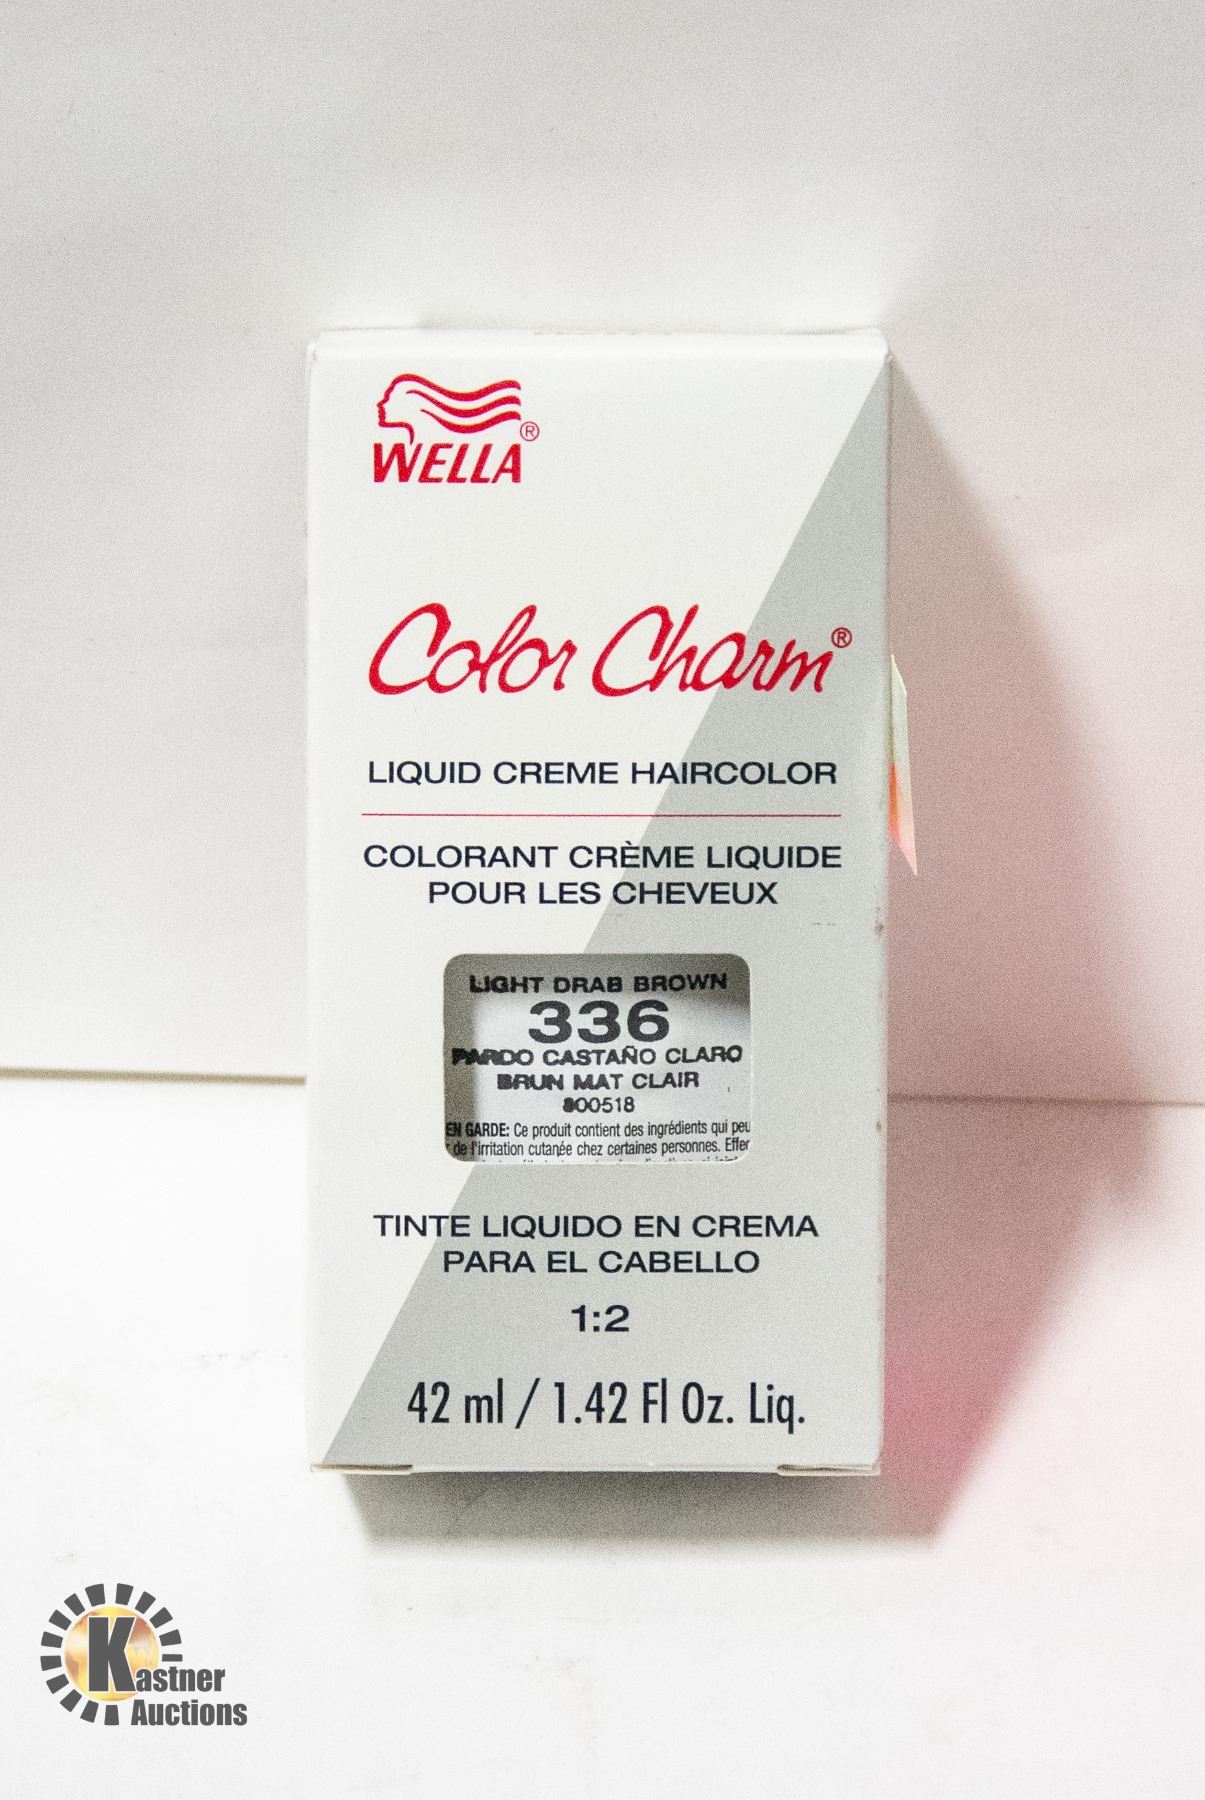 WELLA®
Color Charm®
LIQUID CREME HAIRCOLOR
COLORANT CRÈME LIQUIDE
POUR LES CHEVEUX
LIGHT DRAB BROWN
336
PARDO CASTAÑO CLARO
BRUN MAT CLAIR
800518
EN GARDE: Ce produit contient des ingrédients qui peu
de l'irritation cutanée chez certaines personnes. Effec
TINTE LIQUIDO EN CREMA
PARA EL CABELLO
1:2
42 ml / 1.42 Fl Oz. Liq.
Kastner
Auctions